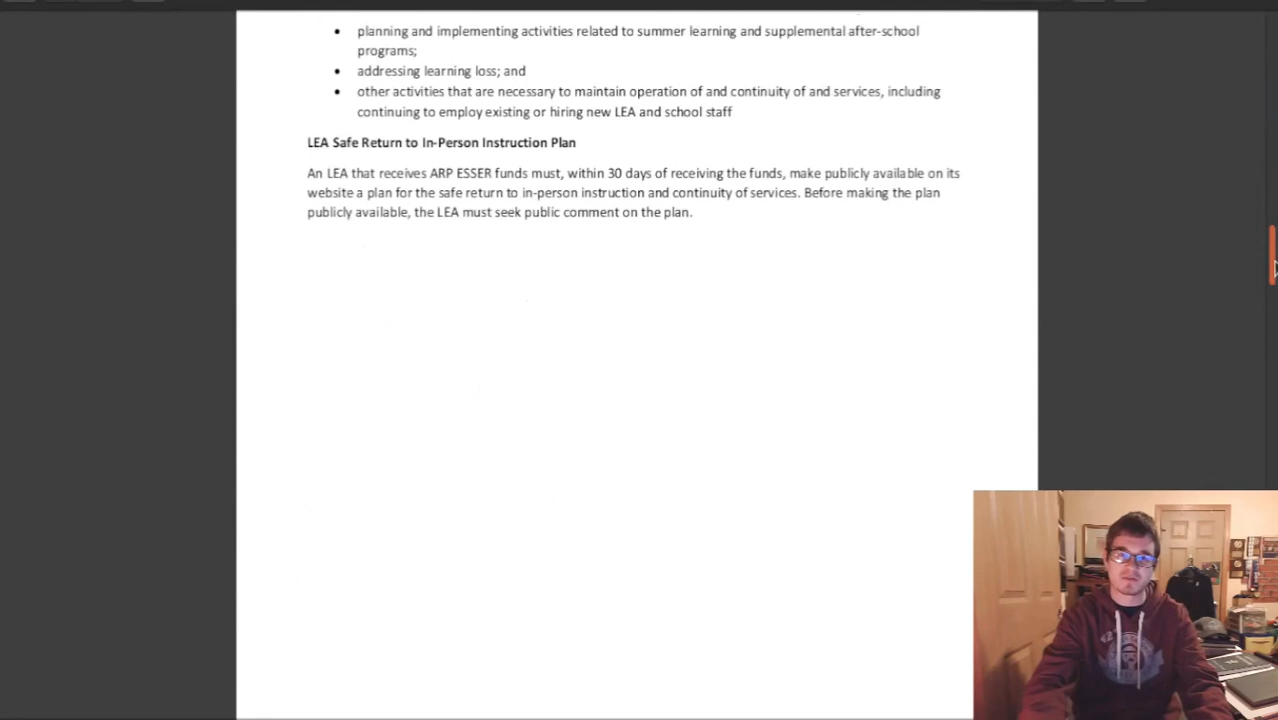 planning and implementing activities related to summer learning and supplemental after-school
programs;
addressing learning loss; and
other activities that are necessary to maintain operation of and continuity of and services, including
continuing to employ existing or hiring new LEA and school staff
LEA Safe Return to In-Person Instruction Plan
An LEA that receives ARP ESSER funds must, within 30 days of receiving the funds, make publicly available on its
website a plan for the safe return to in-person instruction and continuity of services. Before making the plan
publicly available, the LEA must seek public comment on the plan.